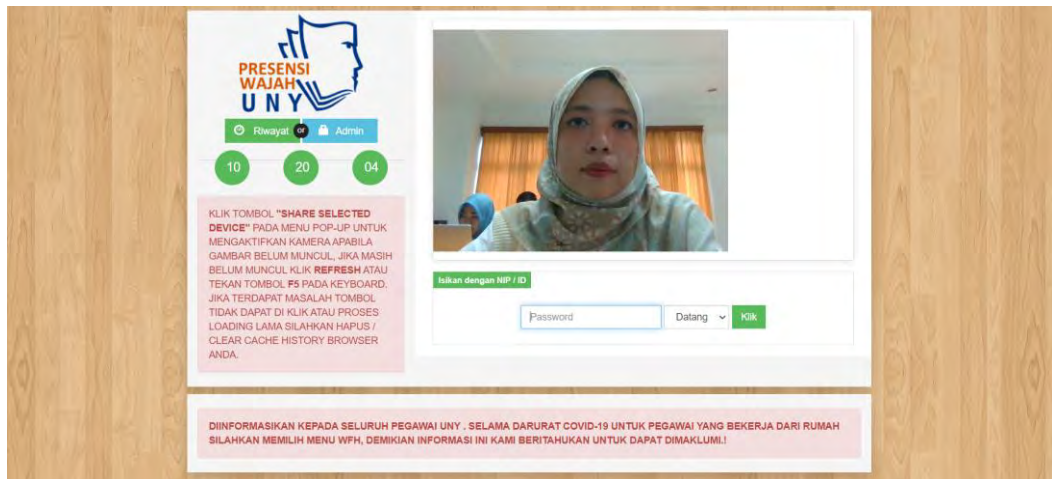 PRESENSI
WAJAH
UNY
Riwayat or Admin
10 20 04
KLIK TOMBOL "SHARE SELECTED
DEVICE" PADA MENU POP-UP UNTUK
MENGAKTIFKAN KAMERA APABILA
GAMBAR BELUM MUNCUL, JIKA MASIH
BELUM MUNCUL KLIK REFRESH ATAU
TEKAN TOMBOL F5 PADA KEYBOARD.
JIKA TERDAPAT MASALAH TOMBOL
TIDAK DAPAT DI KLIK ATAU PROSES
LOADING LAMA SILAHKAN HAPUS /
CLEAR CACHE HISTORY BROWSER
ANDA.
Isikan dengan NIP / ID
Password Datang Klik
DIINFORMASIKAN KEPADA SELURUH PEGAWAI UNY . SELAMA DARURAT COVID-19 UNTUK PEGAWAI YANG BEKERJA DARI RUMAH
SILAHKAN MEMILIH MENU WFH, DEMIKIAN INFORMASI INI KAMI BERITAHUKAN UNTUK DAPAT DIMAKLUMI.!